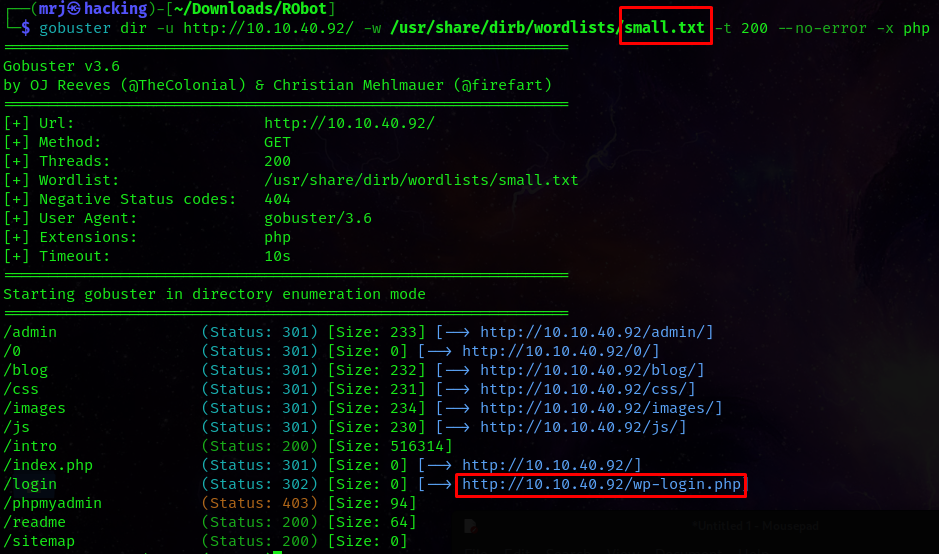 ┌──(mrj㉿hacking)-[~/Downloads/RObot]
└─$ gobuster dir -u http://10.10.40.92/ -w /usr/share/dirb/wordlists/small.txt -t 200 --no-error -x php
===============================================================
Gobuster v3.6
by OJ Reeves (@TheColonial) & Christian Mehlmauer (@firefart)
===============================================================
[+] Url:                     http://10.10.40.92/
[+] Method:                  GET
[+] Threads:                 200
[+] Wordlist:                /usr/share/dirb/wordlists/small.txt
[+] Negative Status codes:   404
[+] User Agent:              gobuster/3.6
[+] Extensions:              php
[+] Timeout:                 10s
===============================================================
Starting gobuster in directory enumeration mode
===============================================================
/admin                (Status: 301) [Size: 233] [--> http://10.10.40.92/admin/]
/0                    (Status: 301) [Size: 0] [--> http://10.10.40.92/0/]
/blog                 (Status: 301) [Size: 232] [--> http://10.10.40.92/blog/]
/css                  (Status: 301) [Size: 231] [--> http://10.10.40.92/css/]
/images               (Status: 301) [Size: 234] [--> http://10.10.40.92/images/]
/js                   (Status: 301) [Size: 230] [--> http://10.10.40.92/js/]
/intro                (Status: 200) [Size: 516314]
/index.php            (Status: 301) [Size: 0] [--> http://10.10.40.92/]
/login                (Status: 302) [Size: 0] [--> http://10.10.40.92/wp-login.php]
/phpmyadmin           (Status: 403) [Size: 94]
/readme               (Status: 200) [Size: 64]
*Untitled 1 - Mousepad
/sitemap              (Status: 200) [Size: 0]